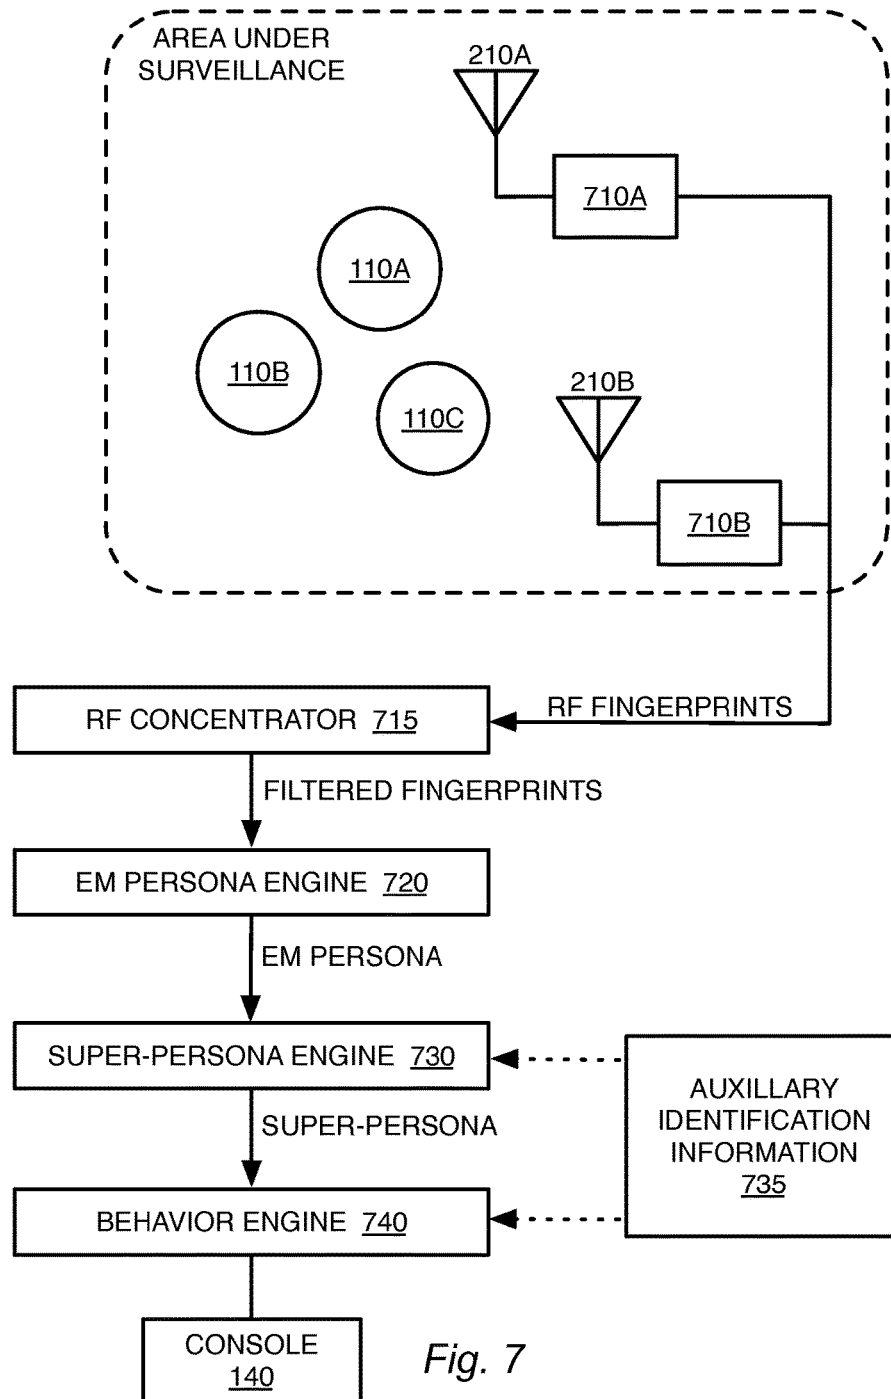 AREA UNDER
SURVEILLANCE
210A
710A
110A
110B
110C
210B
710B
RF CONCENTRATOR 715
RF FINGERPRINTS
FILTERED FINGERPRINTS
EM PERSONA ENGINE 720
EM PERSONA
SUPER-PERSONA ENGINE 730
SUPER-PERSONA
AUXILLARY
IDENTIFICATION
INFORMATION
735
BEHAVIOR ENGINE 740
CONSOLE
140
Fig. 7